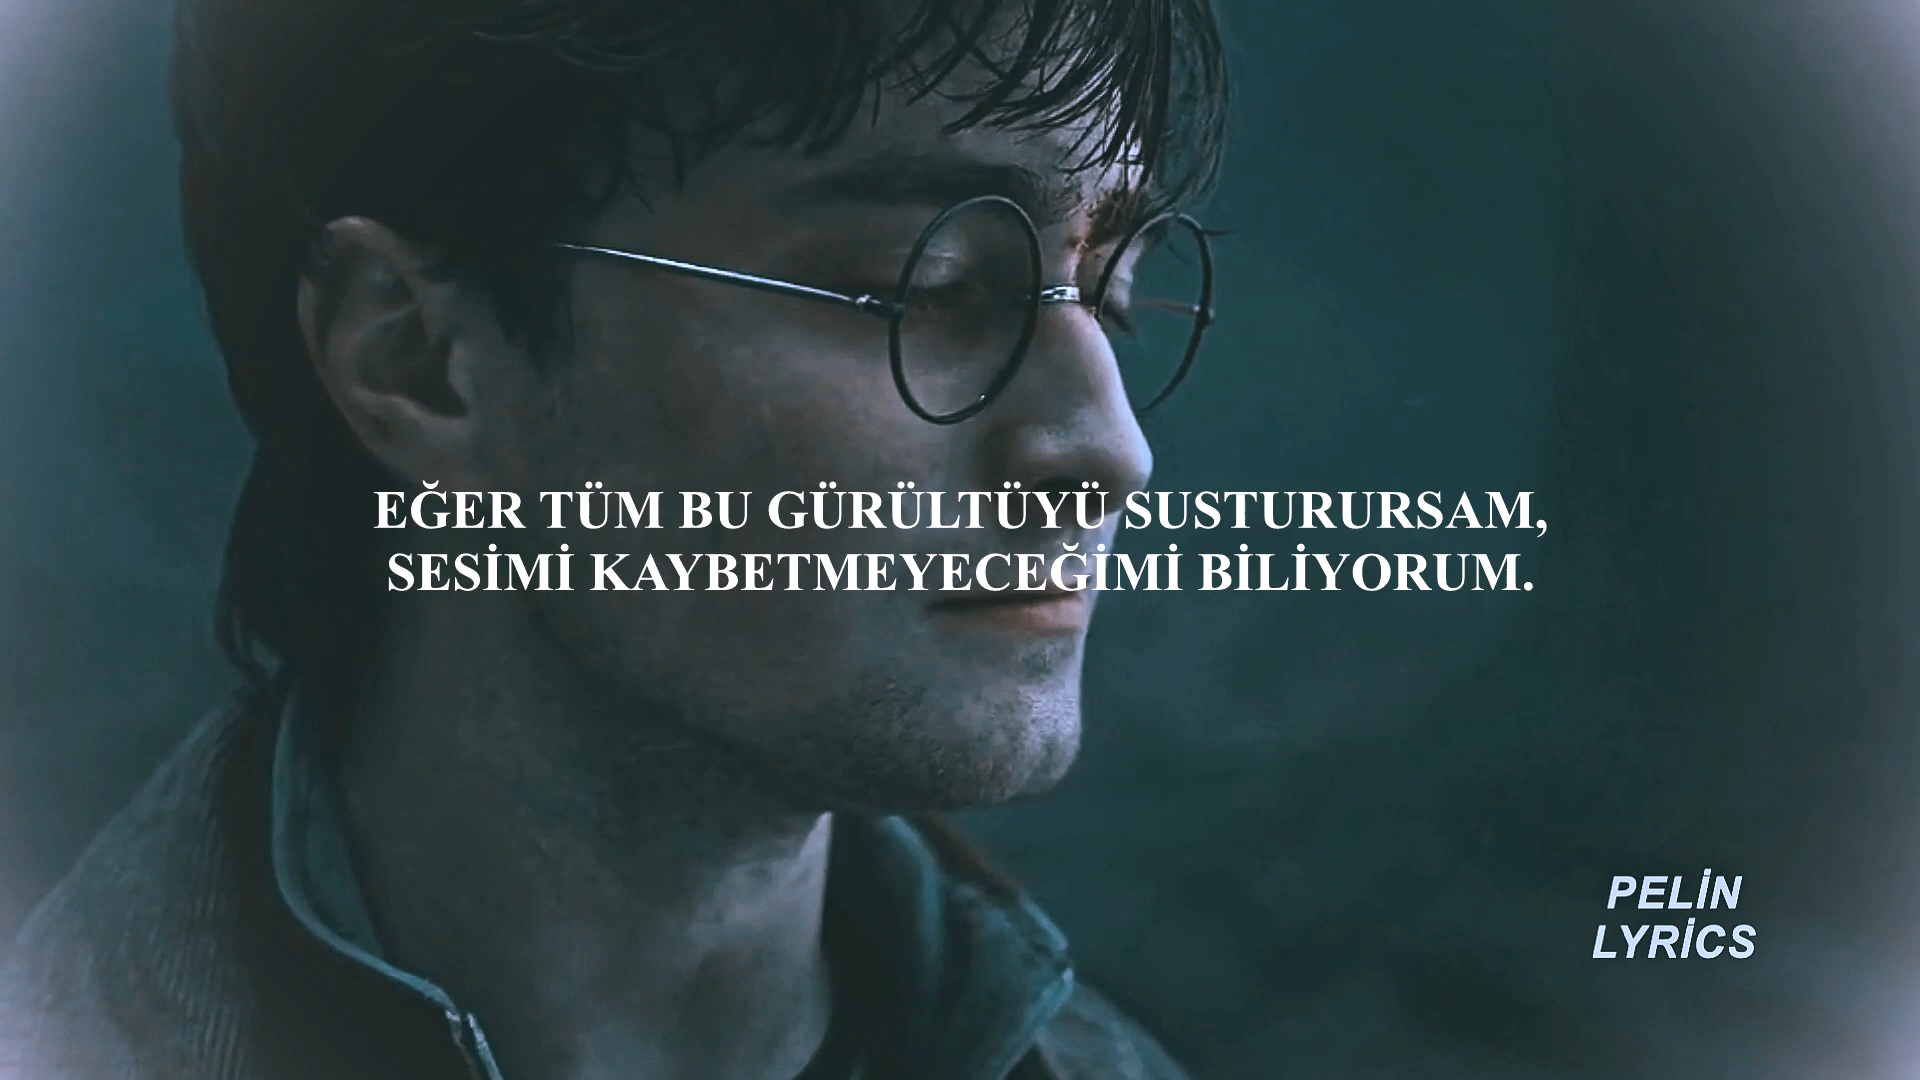 EĞER TÜM BU GÜRÜLTÜYÜ SUSTURURSAM,
SESİMİ KAYBETMEYECEĞİMİ BİLİYORUM.
PELİN
LYRİCS